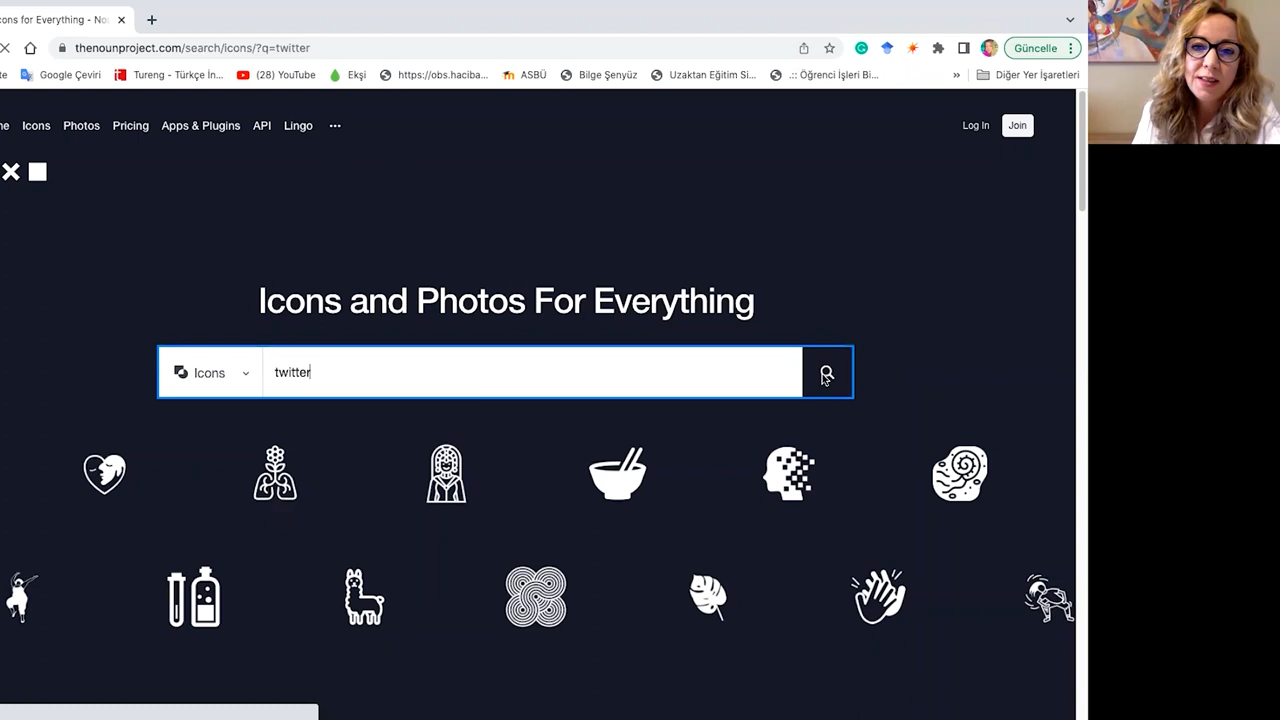 cons for Everything - No
thenounproject.com/search/icons/?q=twitter
Güncelle
te
Google Çeviri
Tureng - Türkçe İn...
(28) YouTube
Ekşi
https://obs.haciba...
ASBÜ
Bilge Şenyüz
Uzaktan Eğitim Si...
.:: Öğrenci İşleri Bi...
»
Diğer Yer İşaretleri
me
Icons
Photos
Pricing
Apps & Plugins
API
Lingo
Log In
Join
Icons and Photos For Everything
Icons
twitter